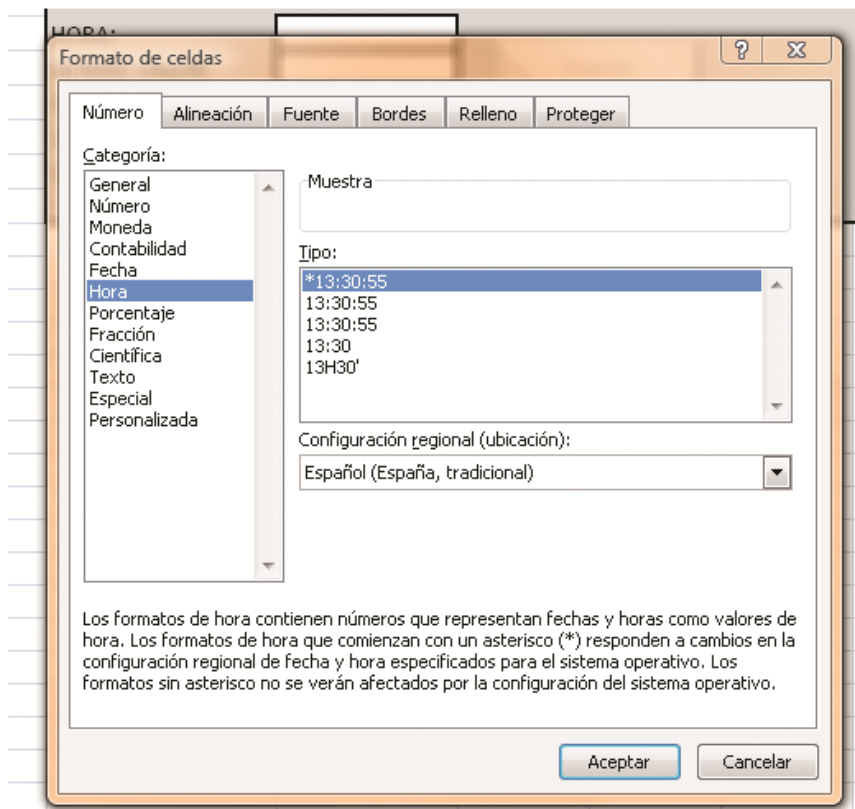 HORA:
Formato de celdas
Número Alineación Fuente Bordes Relleno Proteger
Categoría:
General
Número
Moneda
Contabilidad
Fecha
Hora
Porcentaje
Fracción
Científica
Texto
Especial
Personalizada
Muestra
Tipo:
*13:30:55
13:30:55
13:30:55
13:30
13H30'
Configuración regional (ubicación):
Español (España, tradicional)
Los formatos de hora contienen números que representan fechas y horas como valores de
hora. Los formatos de hora que comienzan con un asterisco (*) responden a cambios en la
configuración regional de fecha y hora especificados para el sistema operativo. Los
formatos sin asterisco no se verán afectados por la configuración del sistema operativo.
Aceptar Cancelar